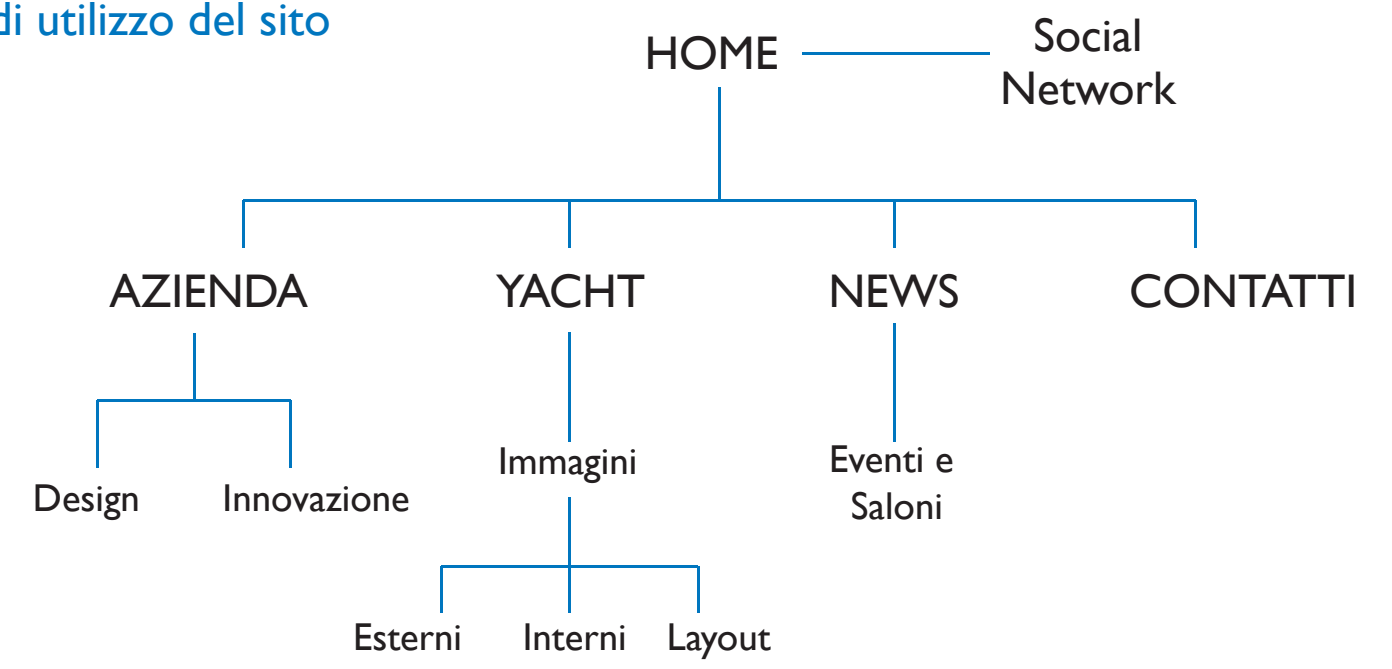 di utilizzo del sito
HOME
Social
Network
AZIENDA
YACHT
NEWS
CONTATTI
Design
Innovazione
Immagini
Eventi e
Saloni
Esterni
Interni
Layout